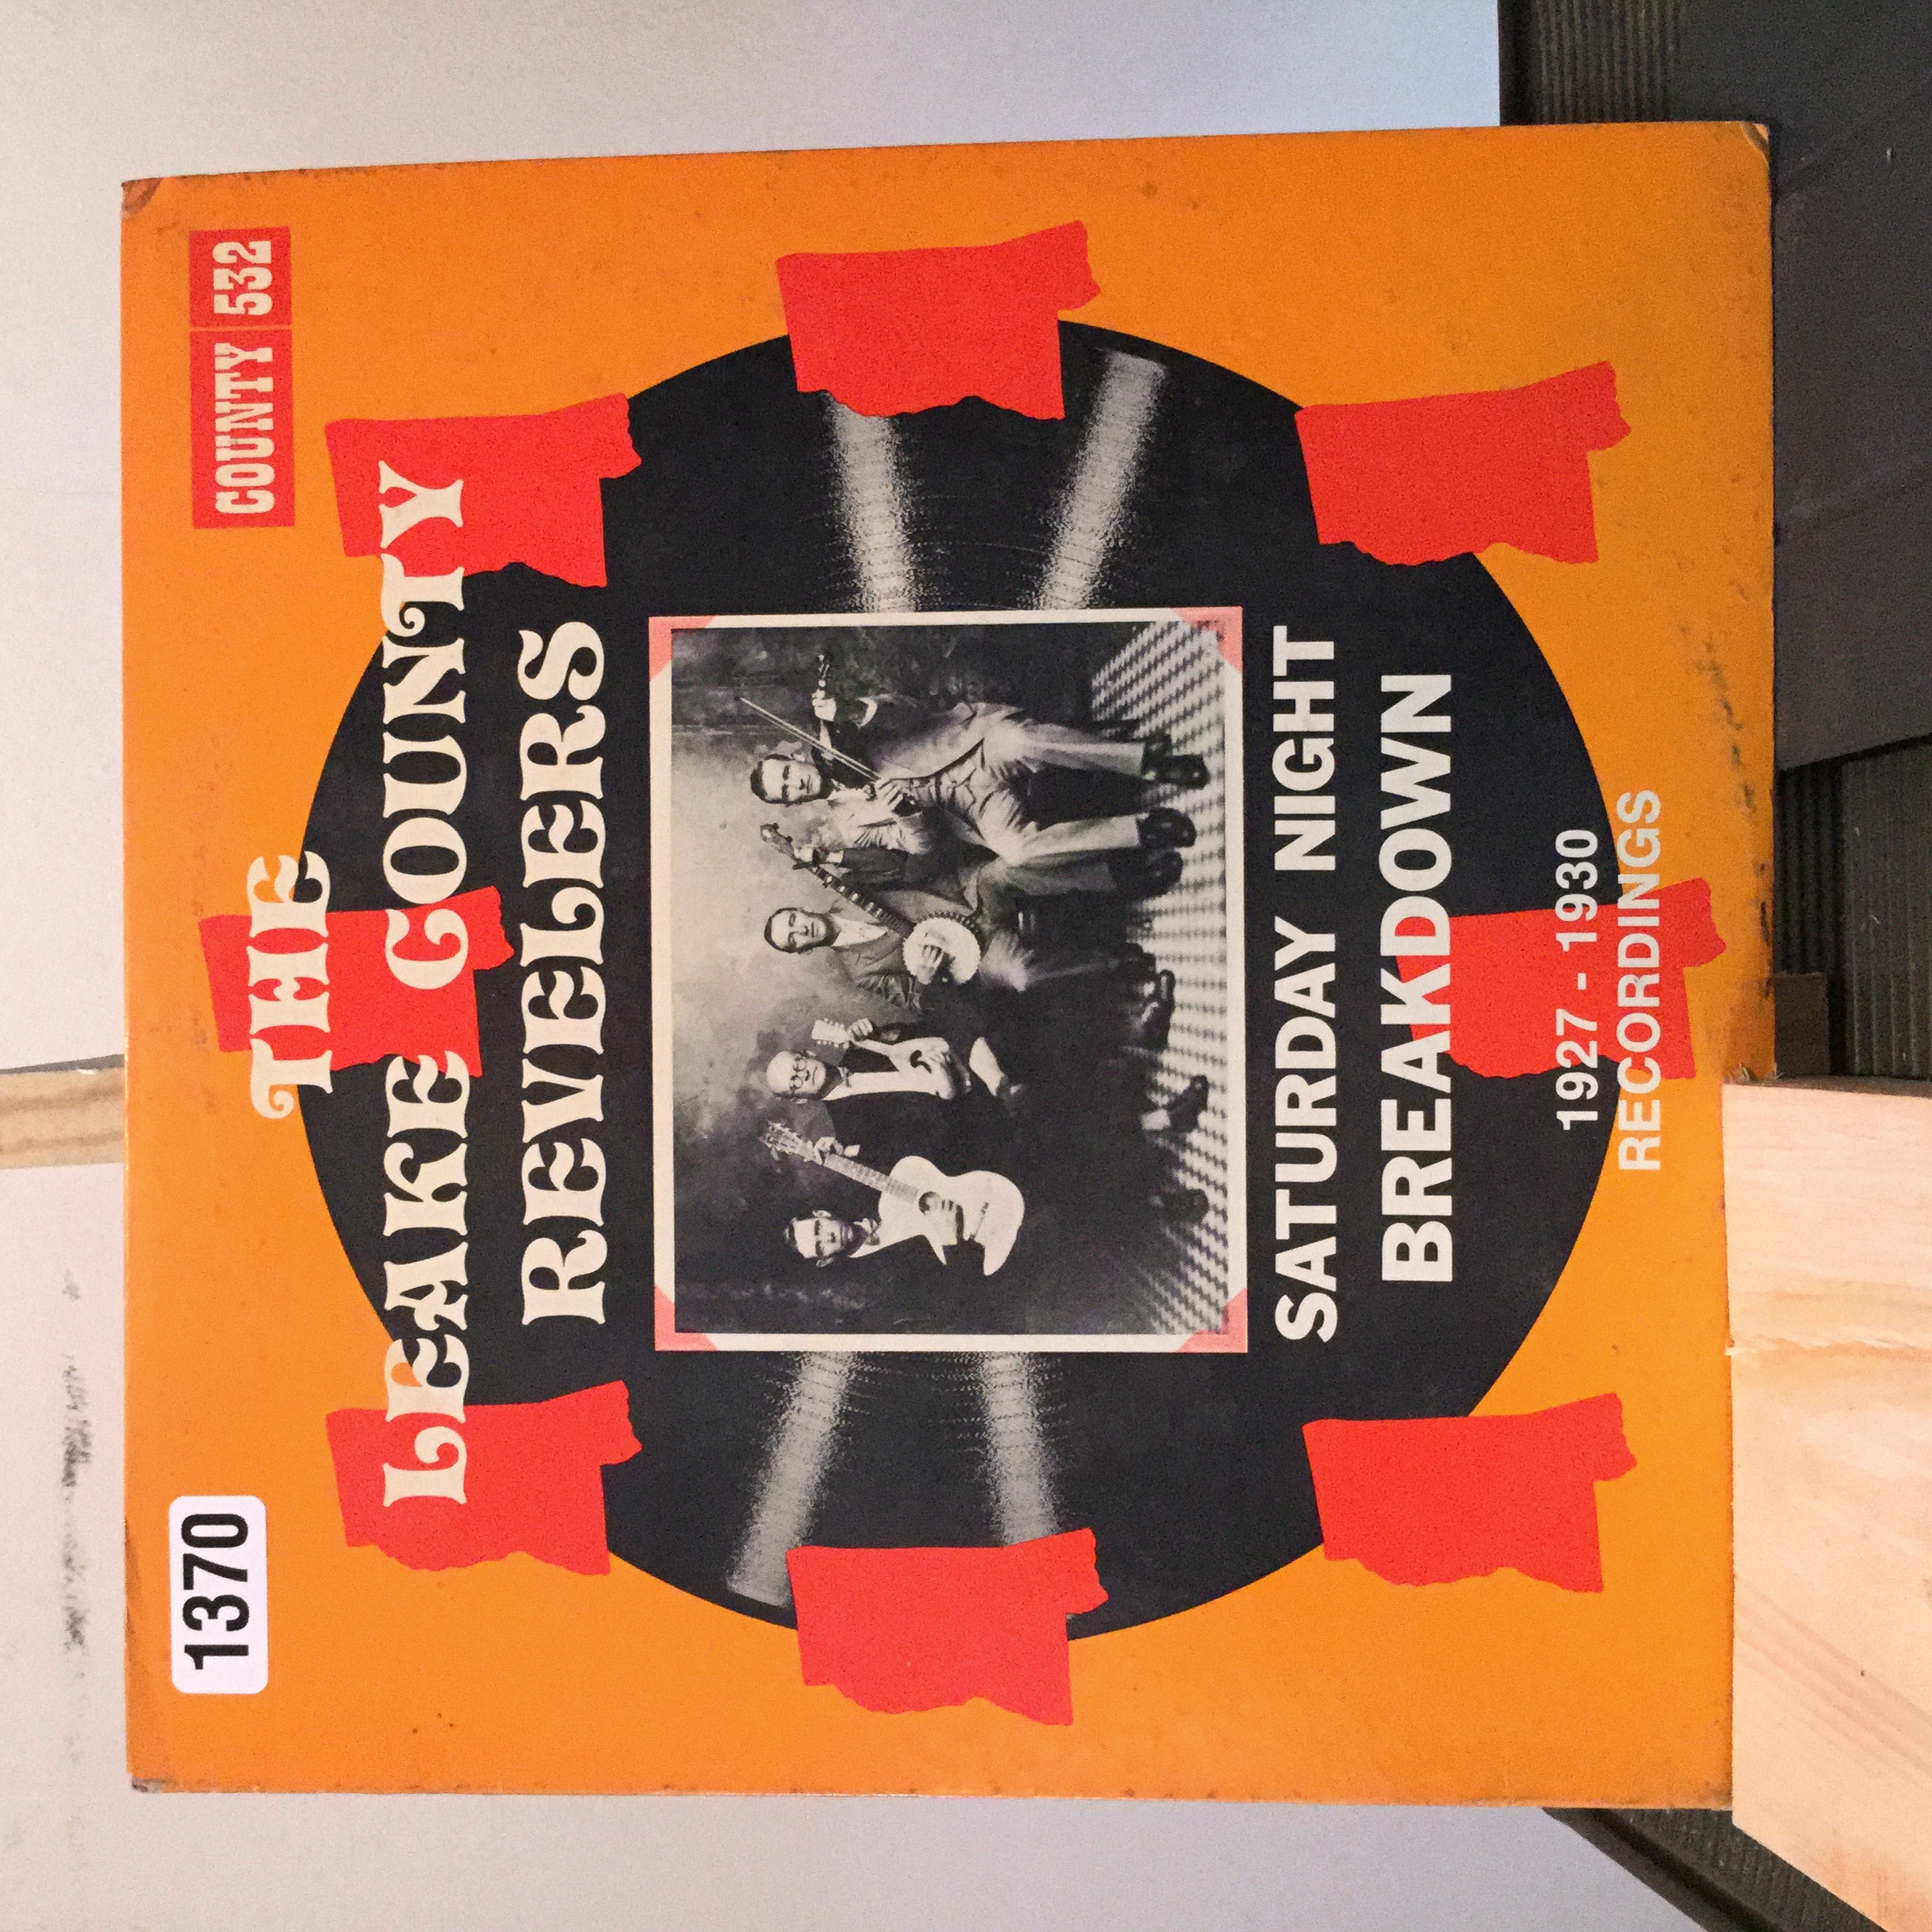 1370
COUNTY 532
THE
LEAKE COUNTY
REVELERS
SATURDAY NIGHT
BREAKDOWN
1927 - 1930
RECORDINGS